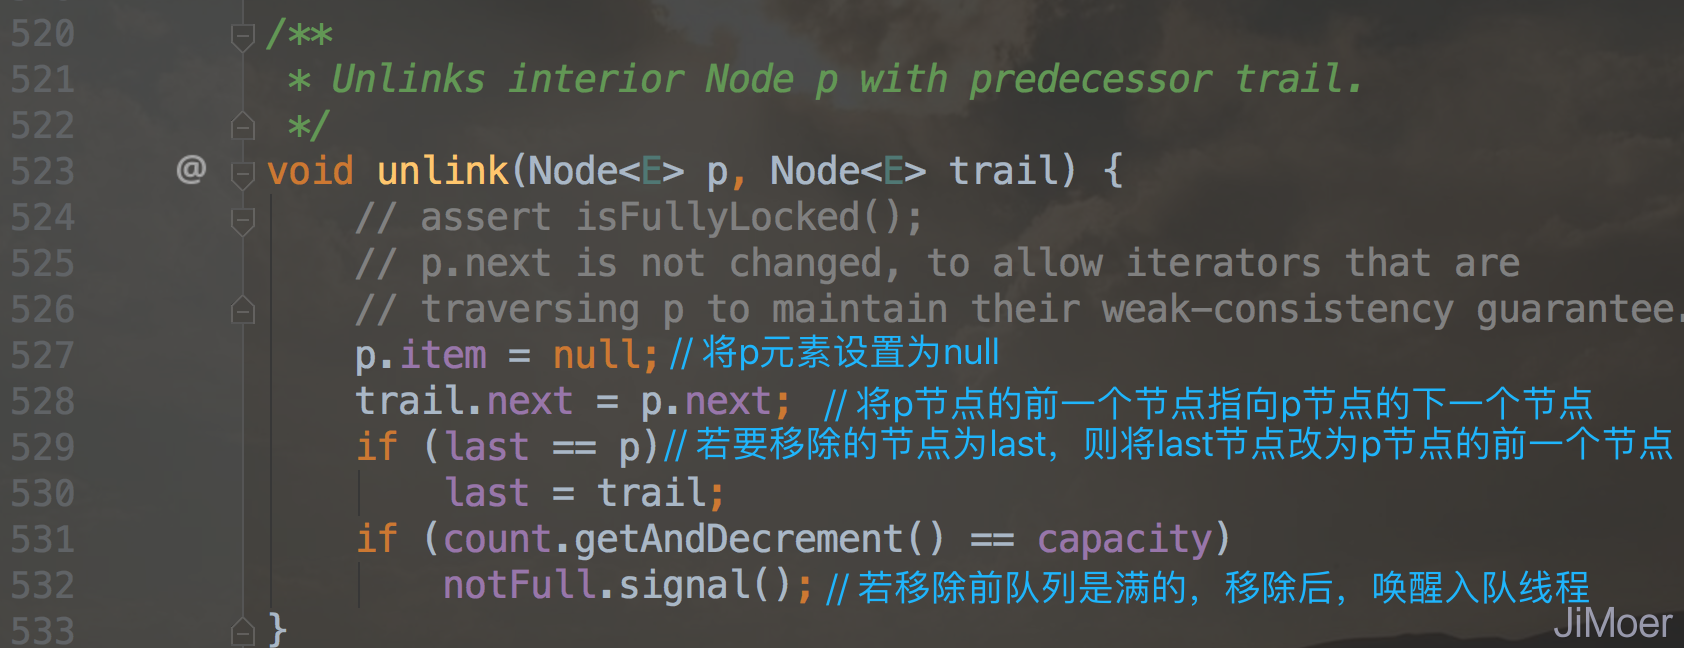 520 /**
521 * Unlinks interior Node p with predecessor trail.
522 */
523 @ void unlink(Node<E> p, Node<E> trail) {
524 // assert isFullyLocked();
525 // p.next is not changed, to allow iterators that are
526 // traversing p to maintain their weak-consistency guarantee.
527 p.item = null; // 将p元素设置为null
528 trail.next = p.next; // 将p节点的前一个节点指向p节点的下一个节点
529 if (last == p)// 若要移除的节点为last，则将last节点改为p节点的前一个节点
530 last = trail;
531 if (count.getAndDecrement() == capacity)
532 notFull.signal(); // 若移除前队列是满的，移除后，唤醒入队线程
533 }
JiMoer